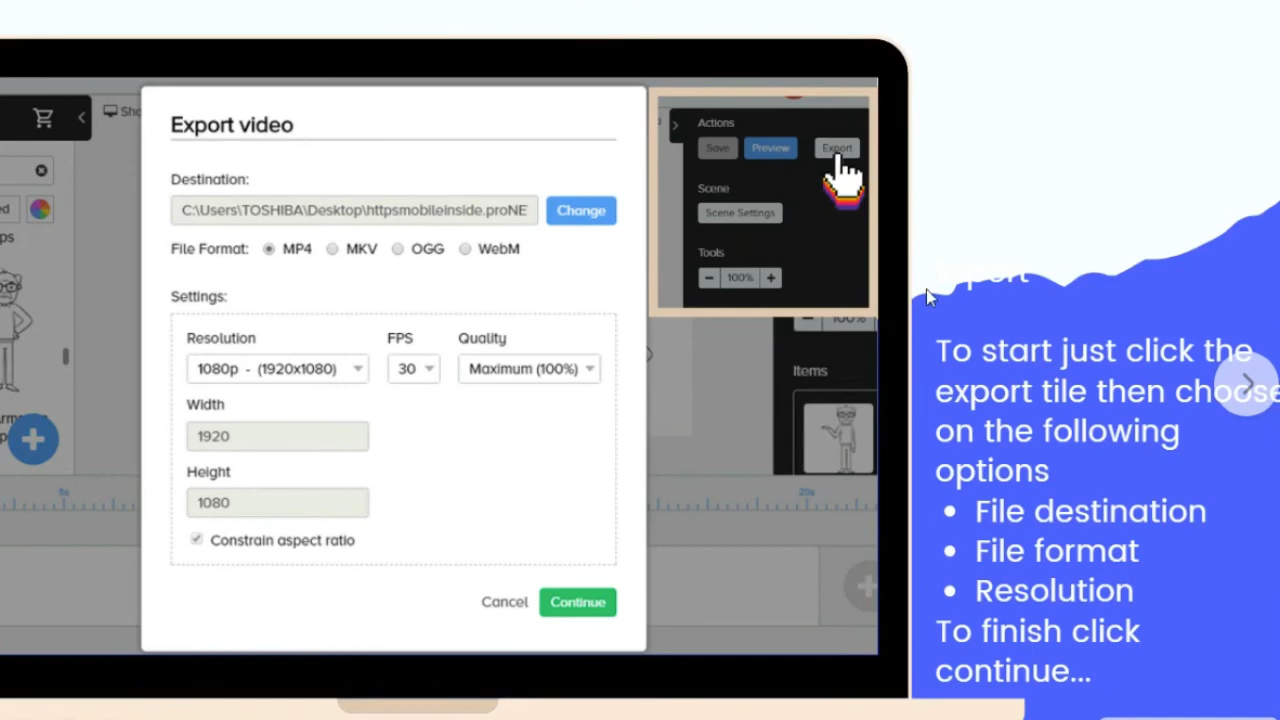 Export video
Destination:
C:\Users\TOSHIBA\Desktop\httpsmobileinside.proNE
Change
File Format:
MP4
MKV
OGG
WebM
Settings:
Resolution
FPS
Quality
1080p - (1920x1080)
30
Maximum (100%)
Width
1920
Height
1080
Constrain aspect ratio
Cancel
Continue
Actions
Save
Preview
Export
Scene
Scene Settings
Tools
100%
100%
Items
5s
20s
To start just click the
export tile then choose
on the following
options
• File destination
• File format
• Resolution
To finish click
continue...